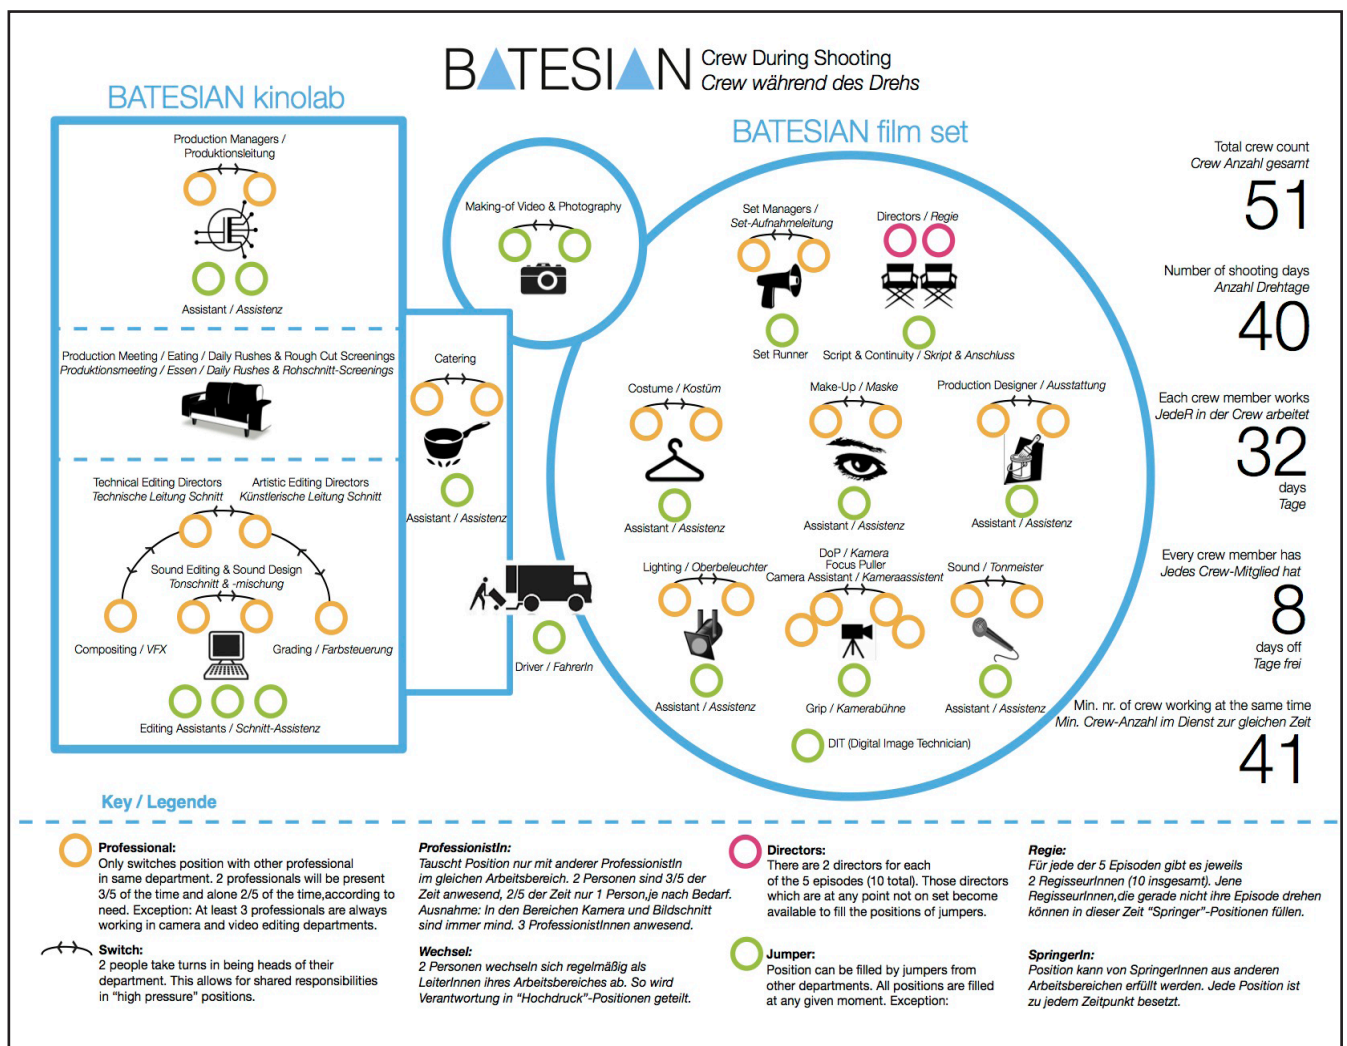 BATESIAN
Crew During Shooting
Crew während des Drehs
BATESIAN kinolab
Production Managers /
Produktionsleitung
Assistant / Assistenz
Production Meeting / Eating / Daily Rushes & Rough Cut Screenings
Produktionsmeeting / Essen / Daily Rushes & Rohschnitt-Screenings
Technical Editing Directors
Technische Leitung Schnitt
Artistic Editing Directors
Künstlerische Leitung Schnitt
Sound Editing & Sound Design
Tonschnitt & -mischung
Compositing / VFX
Grading / Farbsteuerung
Editing Assistants / Schnitt-Assistenz
Catering
Assistant / Assistenz
Making-of Video & Photography
Driver / FahrerIn
BATESIAN film set
Set Managers /
Set-Aufnahmeleitung
Directors / Regie
Set Runner
Script & Continuity / Skript & Anschluss
Costume / Kostüm
Make-Up / Maske
Production Designer / Ausstattung
Assistant / Assistenz
Assistant / Assistenz
Assistant / Assistenz
Lighting / Oberbeleuchter
DoP / Kamera
Focus Puller
Camera Assistant / Kameraassistent
Sound / Tonmeister
Assistant / Assistenz
Grip / Kamerabühne
Assistant / Assistenz
DIT (Digital Image Technician)
Total crew count
Crew Anzahl gesamt
51
Number of shooting days
Anzahl Drehtage
40
Each crew member works
JedeR in der Crew arbeitet
32
days
Tage
Every crew member has
Jedes Crew-Mitglied hat
8
days off
Tage frei
Min. nr. of crew working at the same time
Min. Crew-Anzahl im Dienst zur gleichen Zeit
41
Key / Legende
Professional:
Only switches position with other professional
in same department. 2 professionals will be present
3/5 of the time and alone 2/5 of the time,according to
need. Exception: At least 3 professionals are always
working in camera and video editing departments.
Switch:
2 people take turns in being heads of their
department. This allows for shared responsibilities
in "high pressure" positions.
ProfessionistIn:
Tauscht Position nur mit anderer ProfessionistIn
im gleichen Arbeitsbereich. 2 Personen sind 3/5 der
Zeit anwesend, 2/5 der Zeit nur 1 Person,je nach Bedarf.
Ausnahme: In den Bereichen Kamera und Bildschnitt
sind immer mind. 3 ProfessionistInnen anwesend.
Wechsel:
2 Personen wechseln sich regelmäßig als
LeiterInnen ihres Arbeitsbereiches ab. So wird
Verantwortung in "Hochdruck"-Positionen geteilt.
Directors:
There are 2 directors for each
of the 5 episodes (10 total). Those directors
which are at any point not on set become
available to fill the positions of jumpers.
Jumper:
Position can be filled by jumpers from
other departments. All positions are filled
at any given moment. Exception:
Regie:
Für jede der 5 Episoden gibt es jeweils
2 RegisseurInnen (10 insgesamt). Jene
RegisseurInnen,die gerade nicht ihre Episode drehen
können in dieser Zeit "Springer"-Positionen füllen.
SpringerIn:
Position kann von SpringerInnen aus anderen
Arbeitsbereichen erfüllt werden. Jede Position ist
zu jedem Zeitpunkt besetzt.